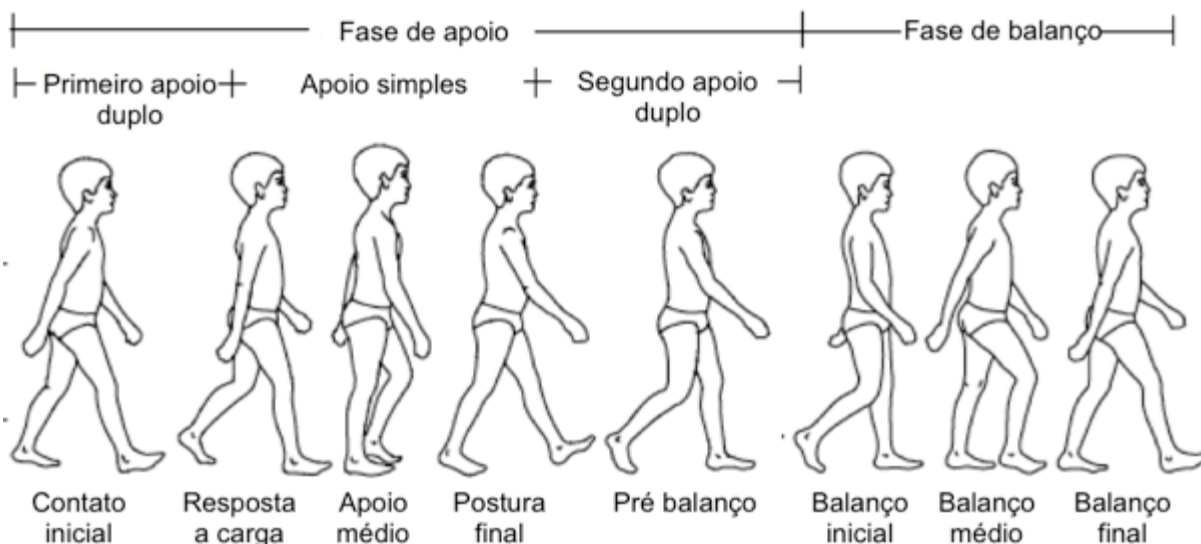 Fase de apoio
Fase de balanço
Primeiro apoio
duplo
Apoio simples
Segundo apoio
duplo
Contato
inicial
Resposta
a carga
Apoio
médio
Postura
final
Pré balanço
Balanço
inicial
Balanço
médio
Balanço
final